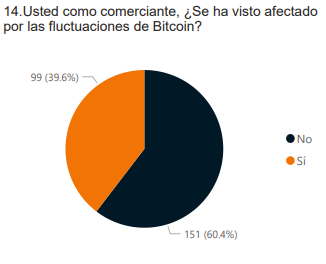 14.Usted como comerciante, ¿Se ha visto afectado
por las fluctuaciones de Bitcoin?
99 (39.6%)
No
Sí
151 (60.4%)